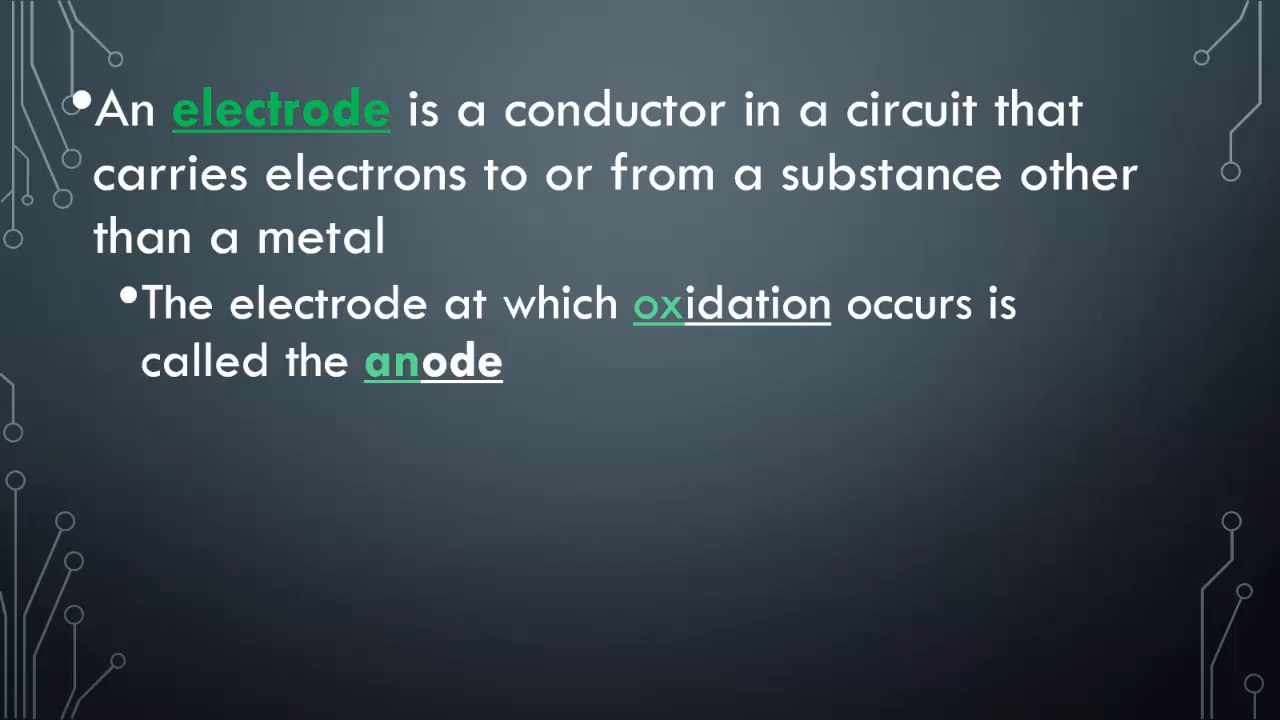 •An electrode is a conductor in a circuit that
carries electrons to or from a substance other
than a metal
•The electrode at which oxidation occurs is
called the anode